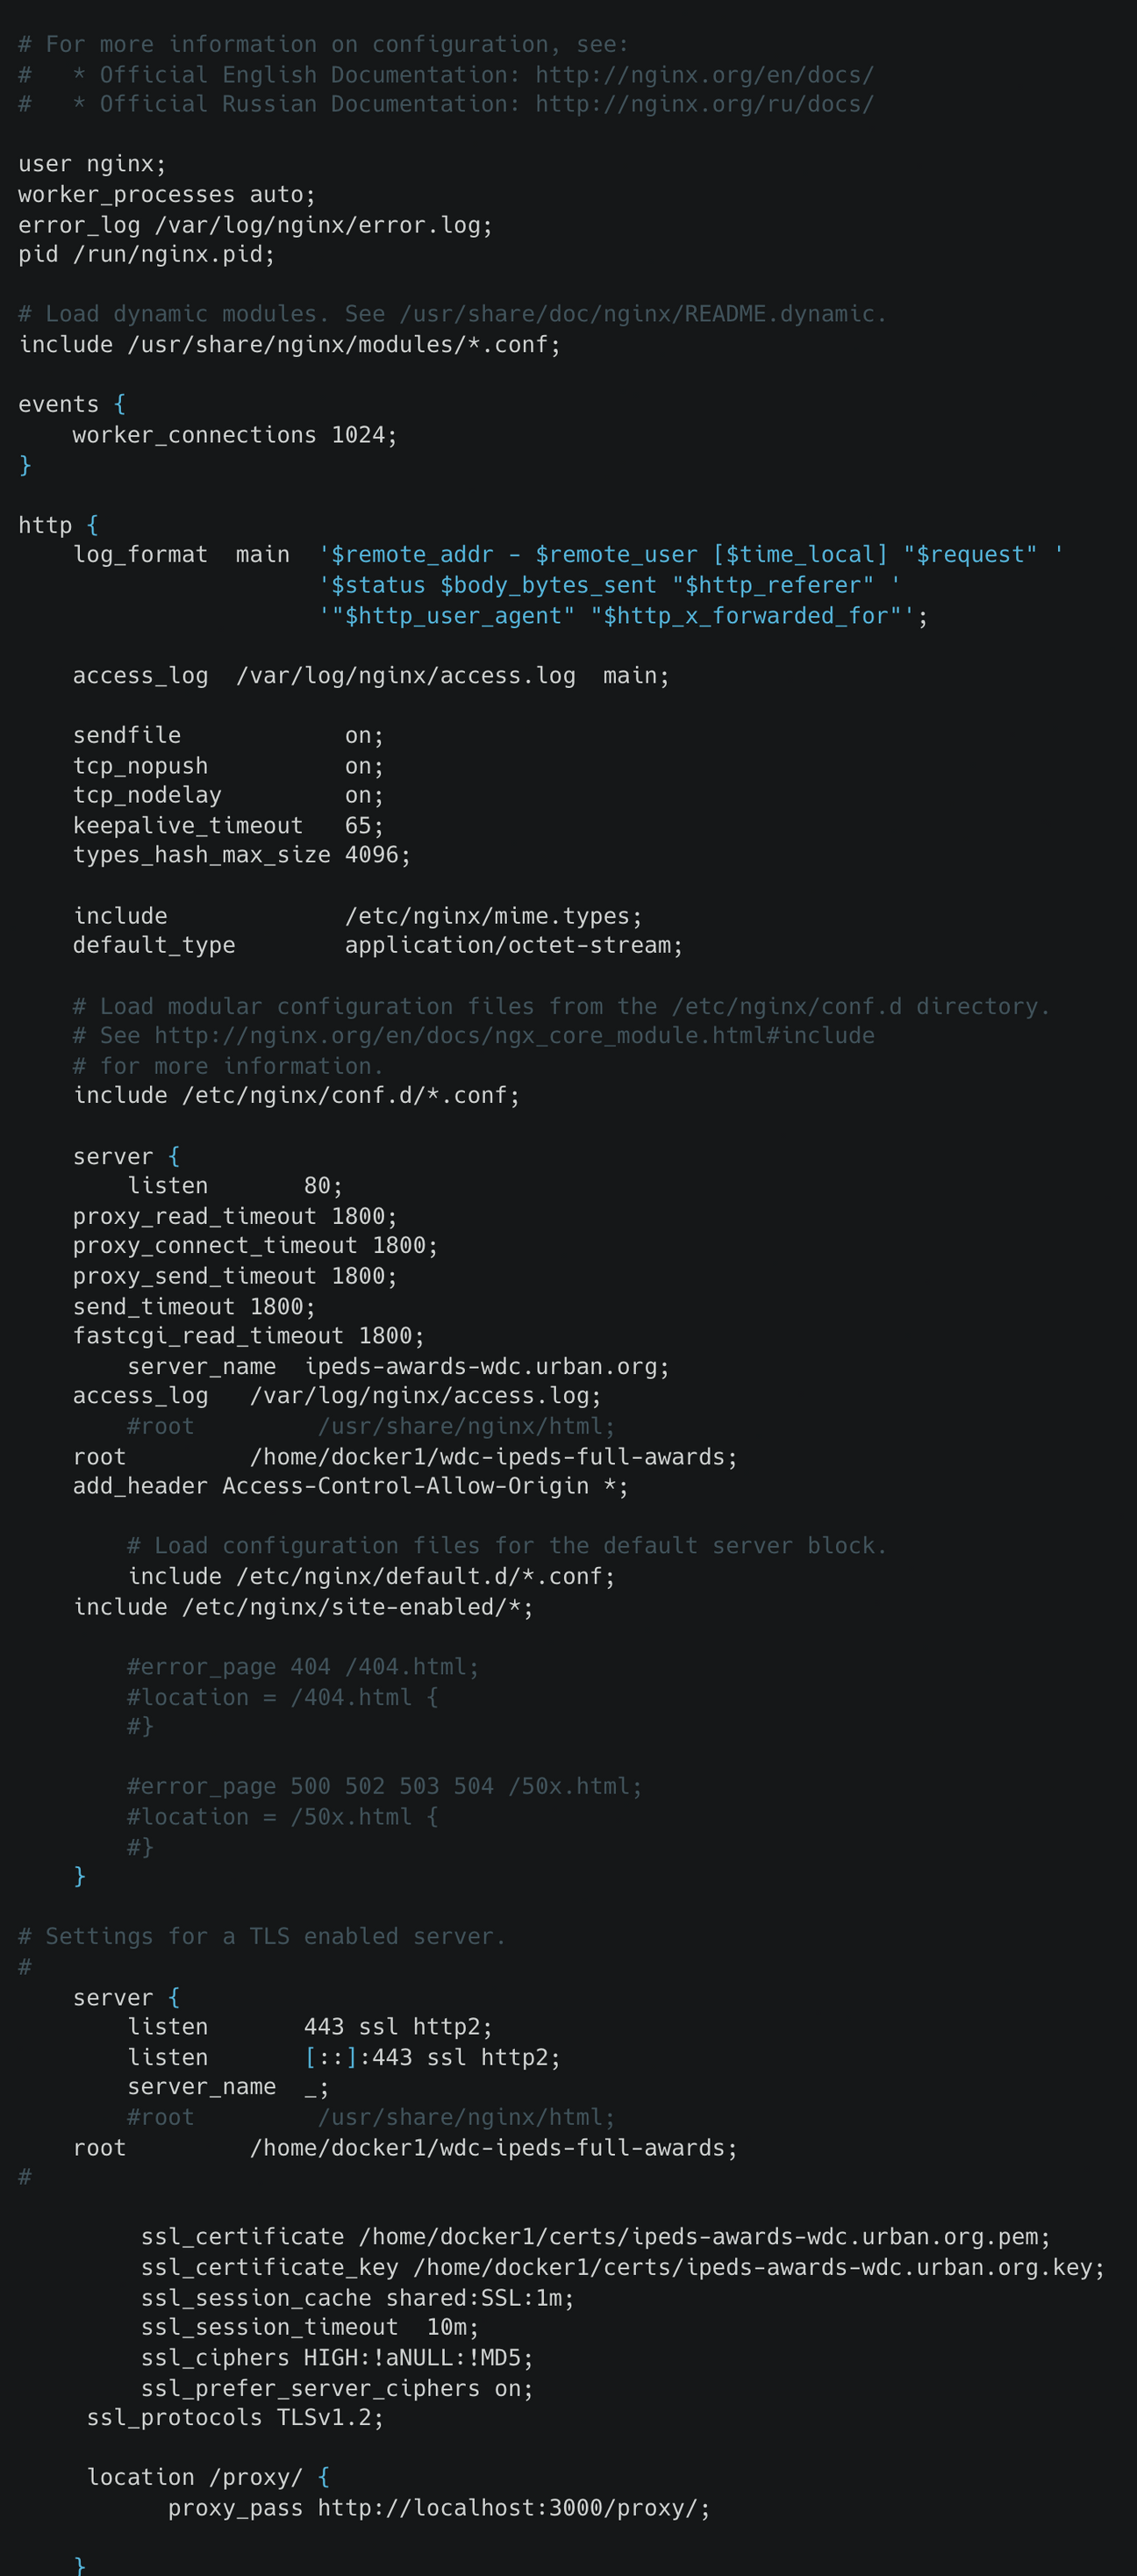 # For more information on configuration, see:
#   * Official English Documentation: http://nginx.org/en/docs/
#   * Official Russian Documentation: http://nginx.org/ru/docs/

user nginx;
worker_processes auto;
error_log /var/log/nginx/error.log;
pid /run/nginx.pid;

# Load dynamic modules. See /usr/share/doc/nginx/README.dynamic.
include /usr/share/nginx/modules/*.conf;

events {
    worker_connections 1024;
}

http {
    log_format  main  '$remote_addr - $remote_user [$time_local] "$request" '
                      '$status $body_bytes_sent "$http_referer" '
                      '"$http_user_agent" "$http_x_forwarded_for"';

    access_log  /var/log/nginx/access.log  main;

    sendfile            on;
    tcp_nopush          on;
    tcp_nodelay         on;
    keepalive_timeout   65;
    types_hash_max_size 4096;

    include             /etc/nginx/mime.types;
    default_type        application/octet-stream;

    # Load modular configuration files from the /etc/nginx/conf.d directory.
    # See http://nginx.org/en/docs/ngx_core_module.html#include
    # for more information.
    include /etc/nginx/conf.d/*.conf;

    server {
        listen       80;
    proxy_read_timeout 1800;
    proxy_connect_timeout 1800;
    proxy_send_timeout 1800;
    send_timeout 1800;
    fastcgi_read_timeout 1800;
        server_name  ipeds-awards-wdc.urban.org;
    access_log   /var/log/nginx/access.log;
        #root         /usr/share/nginx/html;
    root         /home/docker1/wdc-ipeds-full-awards;
    add_header Access-Control-Allow-Origin *;

        # Load configuration files for the default server block.
        include /etc/nginx/default.d/*.conf;
    include /etc/nginx/site-enabled/*;

        #error_page 404 /404.html;
        #location = /404.html {
        #}

        #error_page 500 502 503 504 /50x.html;
        #location = /50x.html {
        #}
    }

# Settings for a TLS enabled server.
#
    server {
        listen       443 ssl http2;
        listen       [::]:443 ssl http2;
        server_name  _;
        #root         /usr/share/nginx/html;
    root         /home/docker1/wdc-ipeds-full-awards;
#

         ssl_certificate /home/docker1/certs/ipeds-awards-wdc.urban.org.pem;
         ssl_certificate_key /home/docker1/certs/ipeds-awards-wdc.urban.org.key;
         ssl_session_cache shared:SSL:1m;
         ssl_session_timeout  10m;
         ssl_ciphers HIGH:!aNULL:!MD5;
         ssl_prefer_server_ciphers on;
     ssl_protocols TLSv1.2;

     location /proxy/ {
           proxy_pass http://localhost:3000/proxy/;

    }